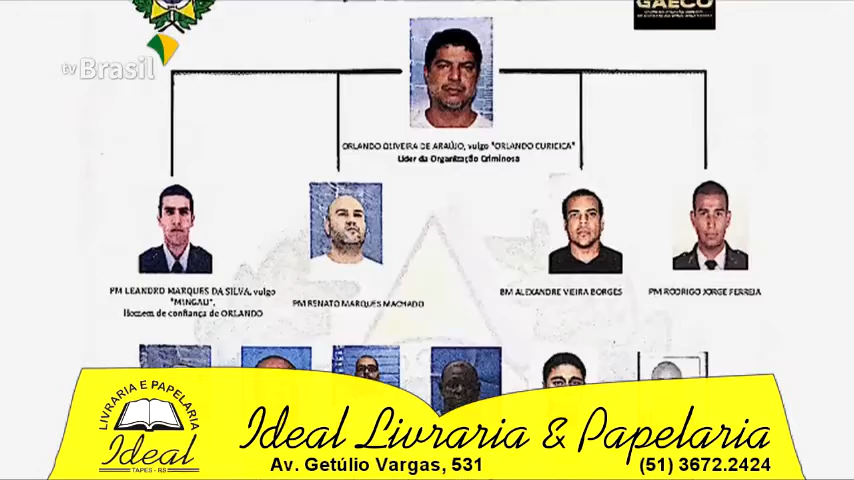 GAECO
tv Brasil
ORLANDO OLIVEIRA DE ARAÚJO, vulgo "ORLANDO CURICICA"
Líder da Organização Criminosa
PM LEANDRO MARQUES DA SILVA, vulgo
"MINGAU",
Homem de confiança de ORLANDO
PM RENATO MARQUES MACHADO
BM ALEXANDRE VIEIRA BORGES
PM RODRIGO JORGE FERREIA
LIVRARIA E PAPELARIA
Ideal
TAPES - RS
Ideal Livraria & Papelaria
Av. Getúlio Vargas, 531
(51) 3672.2424